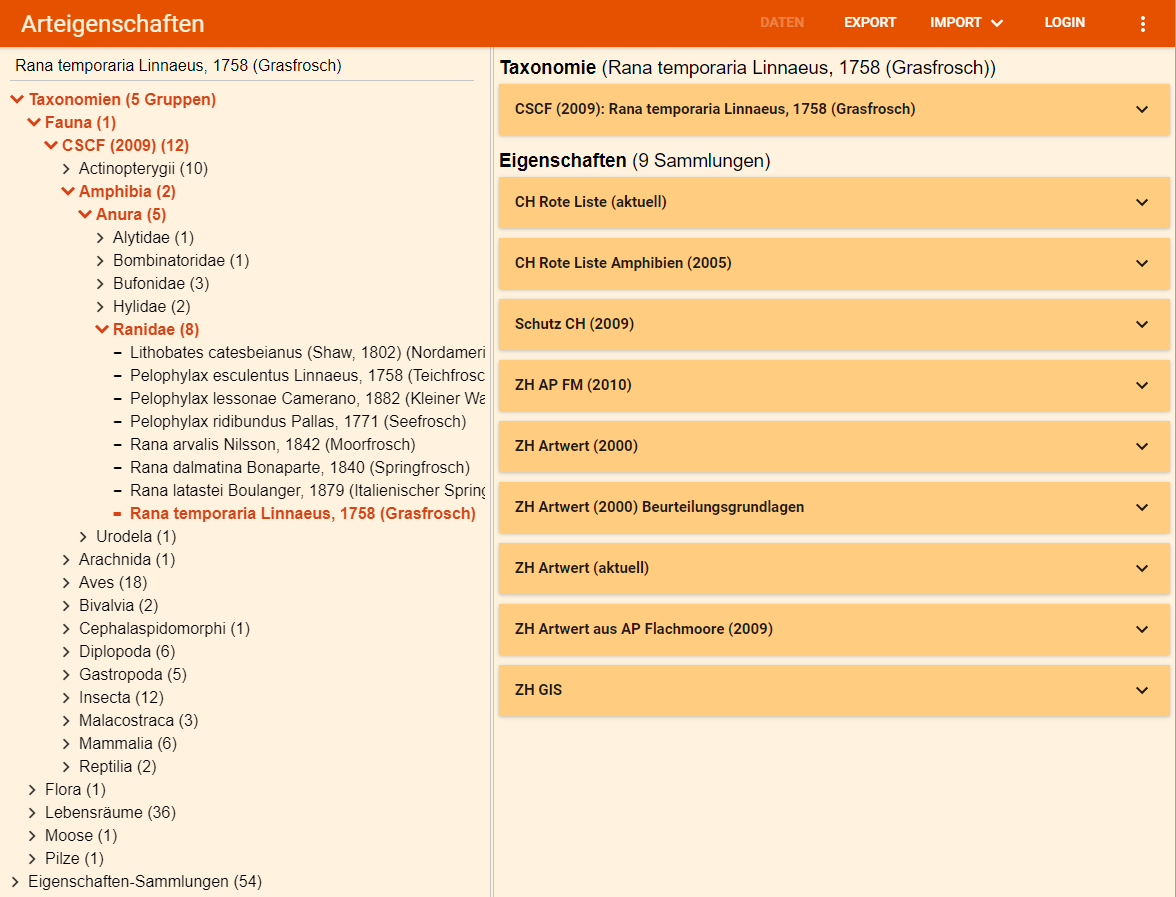 Arteigenschaften
DATEN
EXPORT
IMPORT
LOGIN
Rana temporaria Linnaeus, 1758 (Grasfrosch)
Taxonomien (5 Gruppen)
Fauna (1)
CSCF (2009) (12)
Actinopterygii (10)
Amphibia (2)
Anura (5)
Alytidae (1)
Bombinatoridae (1)
Bufonidae (3)
Hylidae (2)
Ranidae (8)
Lithobates catesbeianus (Shaw, 1802) (Nordameri
Pelophylax esculentus Linnaeus, 1758 (Teichfrosc
Pelophylax lessonae Camerano, 1882 (Kleiner Wa
Pelophylax ridibundus Pallas, 1771 (Seefrosch)
Rana arvalis Nilsson, 1842 (Moorfrosch)
Rana dalmatina Bonaparte, 1840 (Springfrosch)
Rana latastei Boulanger, 1879 (Italienischer Spring
Rana temporaria Linnaeus, 1758 (Grasfrosch)
Urodela (1)
Arachnida (1)
Aves (18)
Bivalvia (2)
Cephalaspidomorphi (1)
Diplopoda (6)
Gastropoda (5)
Insecta (12)
Malacostraca (3)
Mammalia (6)
Reptilia (2)
Flora (1)
Lebensräume (36)
Moose (1)
Pilze (1)
Eigenschaften-Sammlungen (54)
Taxonomie (Rana temporaria Linnaeus, 1758 (Grasfrosch))
CSCF (2009): Rana temporaria Linnaeus, 1758 (Grasfrosch)
Eigenschaften (9 Sammlungen)
CH Rote Liste (aktuell)
CH Rote Liste Amphibien (2005)
Schutz CH (2009)
ZH AP FM (2010)
ZH Artwert (2000)
ZH Artwert (2000) Beurteilungsgrundlagen
ZH Artwert (aktuell)
ZH Artwert aus AP Flachmoore (2009)
ZH GIS